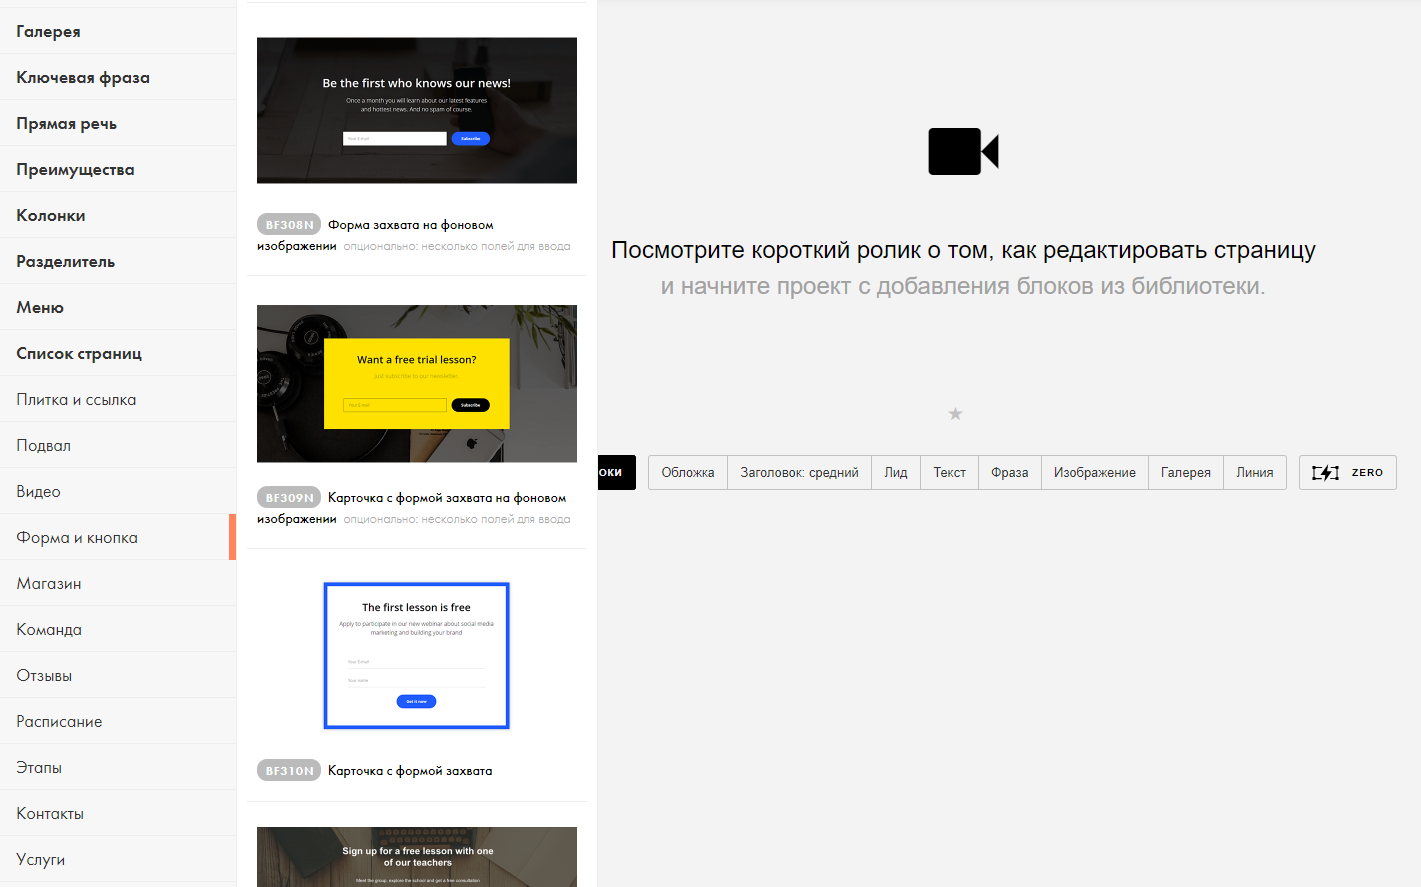 Галерея
Ключевая фраза
Прямая речь
Преимущества
Колонки
Разделитель
Меню
Список страниц
Плитка и ссылка
Подвал
Видео
Форма и кнопка
Магазин
Команда
Отзывы
Расписание
Этапы
Контакты
Услуги
Be the first who knows our news!
Once a month you will learn about our latest features
and hottest news. And no spam of course.
Your E-mail
Subscribe
BF308N Форма захвата на фоновом
изображении опционально: несколько полей для ввода
Want a free trial lesson?
Just subscribe to our newsletter.
Your E-mail
Subscribe
BF309N Карточка с формой захвата на фоновом
изображении опционально: несколько полей для ввода
The first lesson is free
Apply to participate in our new webinar about social media
marketing and building your brand
Your E-mail
Your name
Get it now
BF310N Карточка с формой захвата
Sign up for a free lesson with one
of our teachers
Meet the group, explore the school and get a free consultation
Посмотрите короткий ролик о том, как редактировать страницу
и начните проект с добавления блоков из библиотеки.
ОКИ
Обложка
Заголовок: средний
Лид
Текст
Фраза
Изображение
Галерея
Линия
ZERO